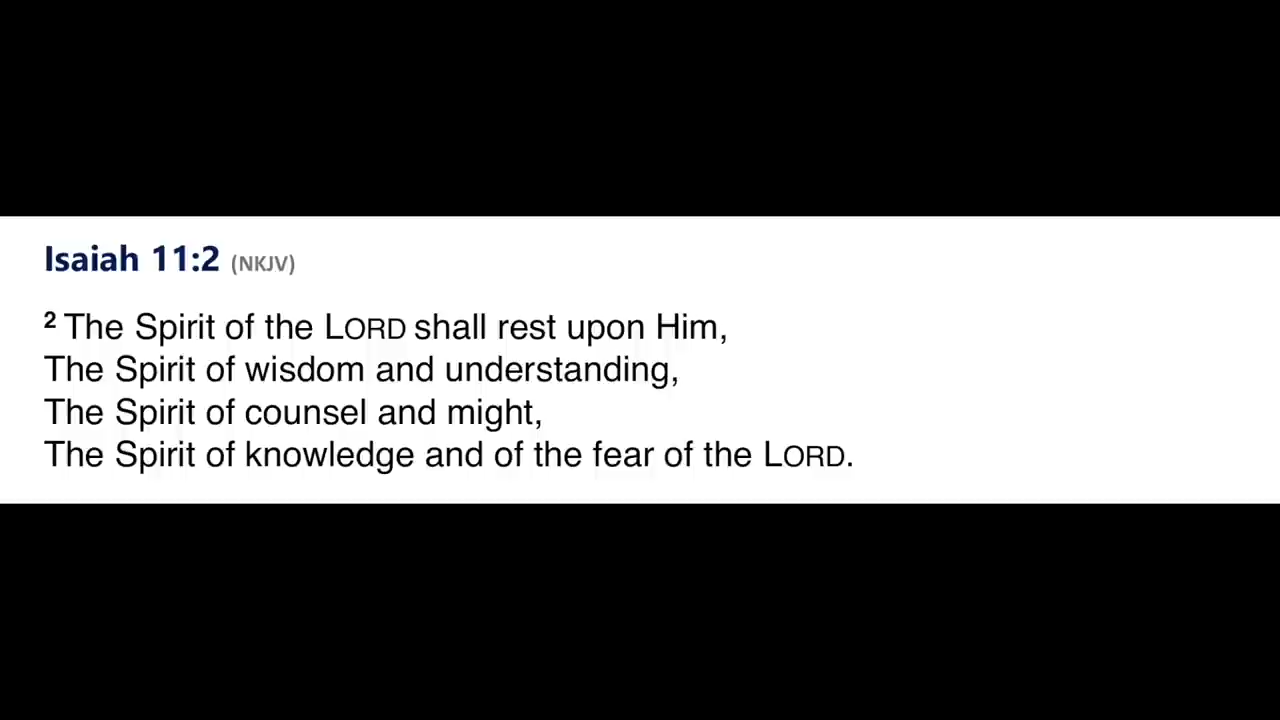 Isaiah 11:2 (NKJV)
2 The Spirit of the LORD shall rest upon Him,
The Spirit of wisdom and understanding,
The Spirit of counsel and might,
The Spirit of knowledge and of the fear of the LORD.